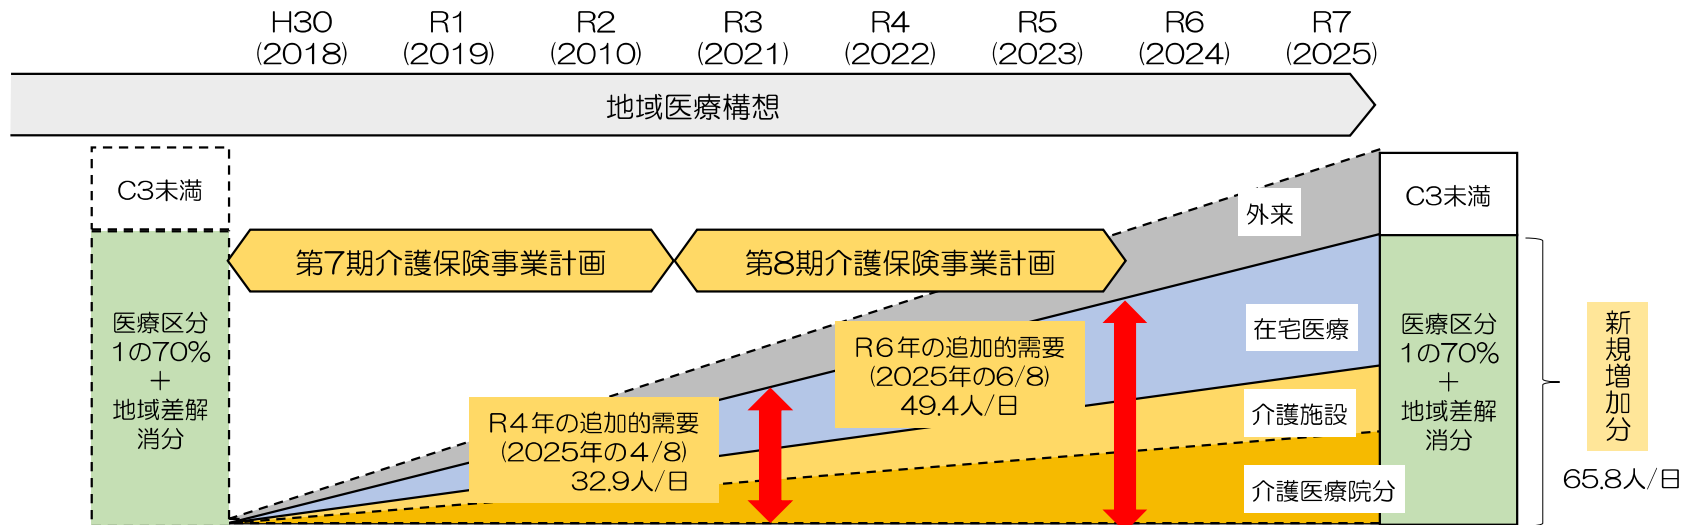 H30 R1 R2 R3 R4 R5 R6 R7
(2018) (2019) (2010) (2021) (2022) (2023) (2024) (2025)
地域医療構想
C3未満
医療区分
1の70%
+
地域差解
消分
第7期介護保険事業計画
第8期介護保険事業計画
R4年の追加的需要
(2025年の4/8)
32.9人/日
R6年の追加的需要
(2025年の6/8)
49.4人/日
外来
在宅医療
介護施設
介護医療院分
C3未満
医療区分
1の70%
+
地域差解
消分
新規増加分
65.8人/日